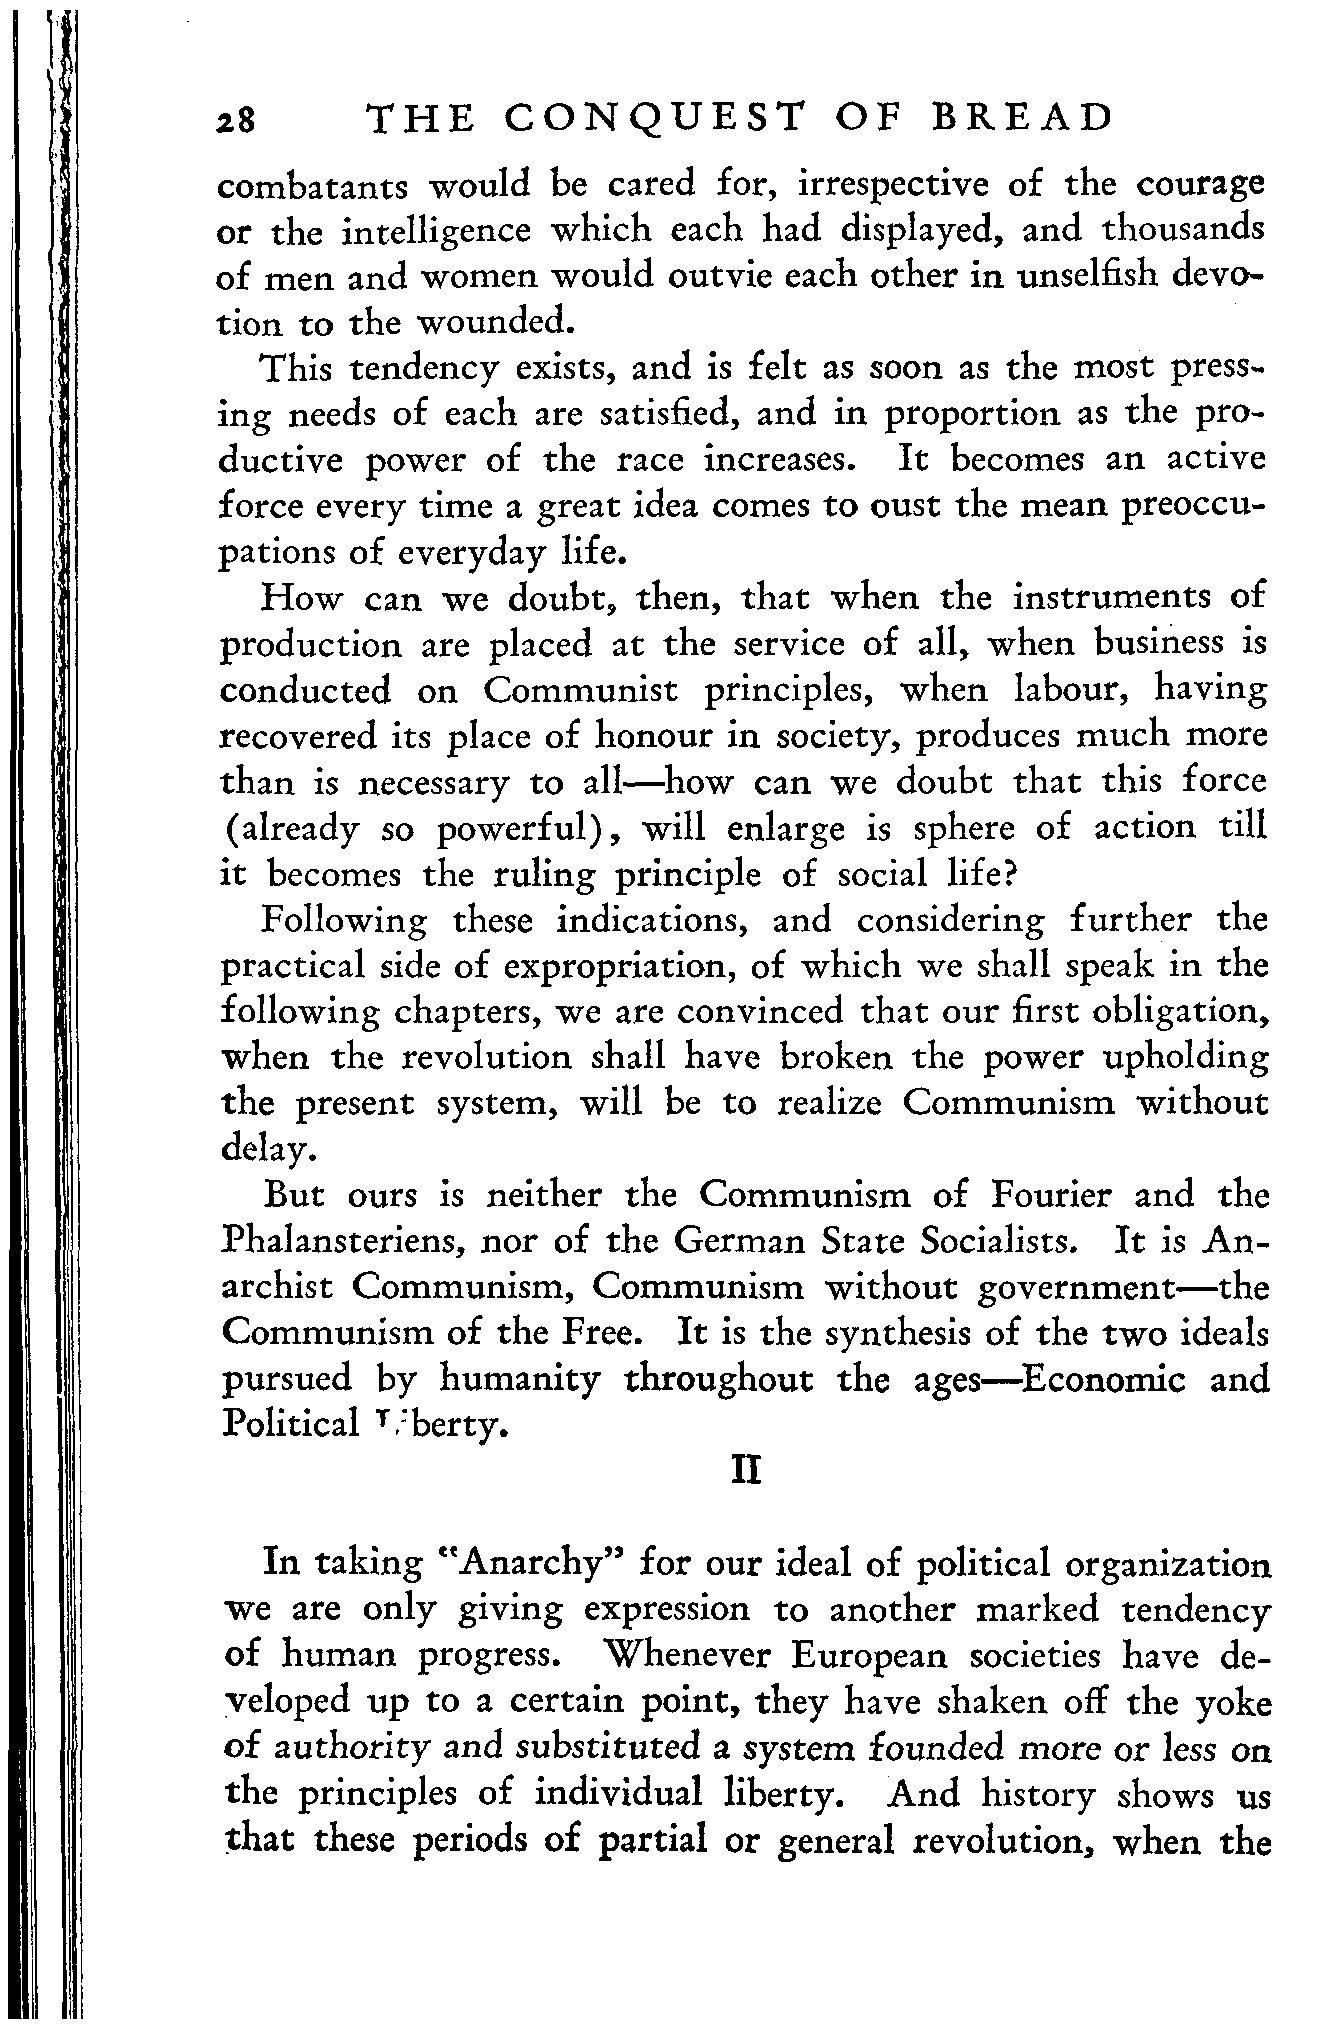 28 THE CONQUEST OF BREAD
combatants would be cared for, irrespective of the courage
or the intelligence which each had displayed, and thousands
of men and women would outvie each other in unselfish devo-
tion to the wounded.
This tendency exists, and is felt as soon as the most press-
ing needs of each are satisfied, and in proportion as the pro-
ductive power of the race increases. It becomes an active
force every time a great idea comes to oust the mean preoccu-
pations of everyday life.
How can we doubt, then, that when the instruments of
production are placed at the service of all, when business is
conducted on Communist principles, when labour, having
recovered its place of honour in society, produces much more
than is necessary to all—how can we doubt that this force
(already so powerful), will enlarge is sphere of action till
it becomes the ruling principle of social life?
Following these indications, and considering further the
practical side of expropriation, of which we shall speak in the
following chapters, we are convinced that our first obligation,
when the revolution shall have broken the power upholding
the present system, will be to realize Communism without
delay.
But ours is neither the Communism of Fourier and the
Phalansteriens, nor of the German State Socialists. It is An-
archist Communism, Communism without government—the
Communism of the Free. It is the synthesis of the two ideals
pursued by humanity throughout the ages—Economic and
Political Liberty.
II
In taking "Anarchy" for our ideal of political organization
we are only giving expression to another marked tendency
of human progress. Whenever European societies have de-
veloped up to a certain point, they have shaken off the yoke
of authority and substituted a system founded more or less on
the principles of individual liberty. And history shows us
that these periods of partial or general revolution, when the